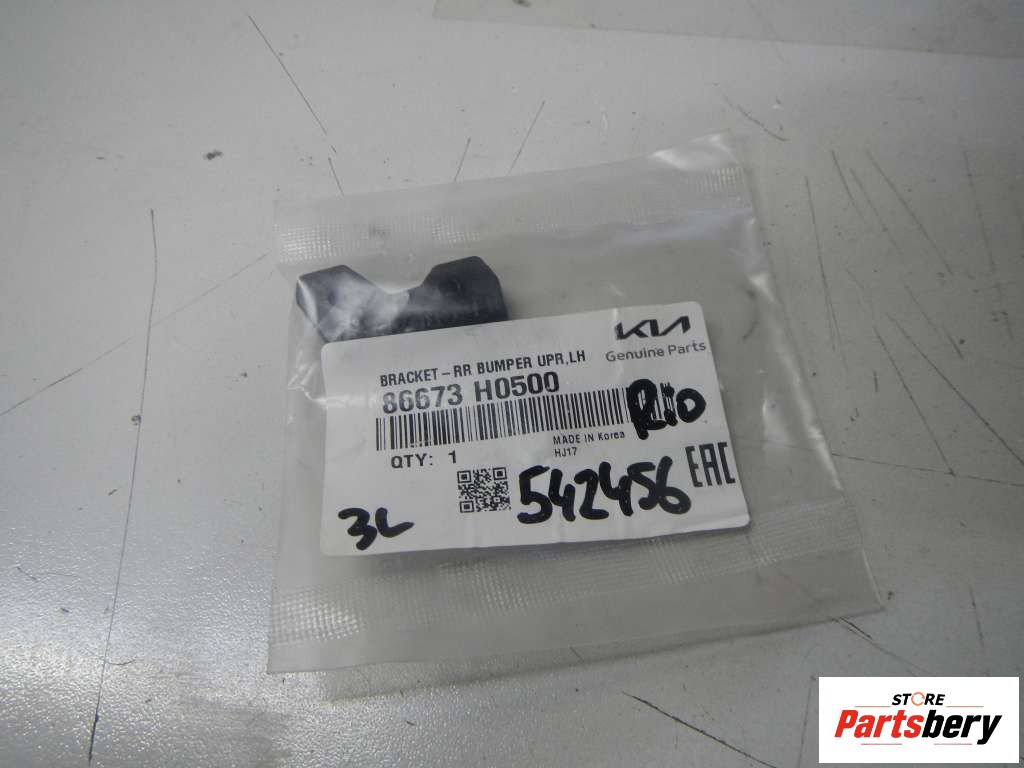 KIA
Genuine Parts
BRACKET-RR BUMPER UPR,LH
86673 H0500
Rio
MADE IN Korea
HJ17
QTY: 1
EAC
542456
3L
STORE
Partsbery